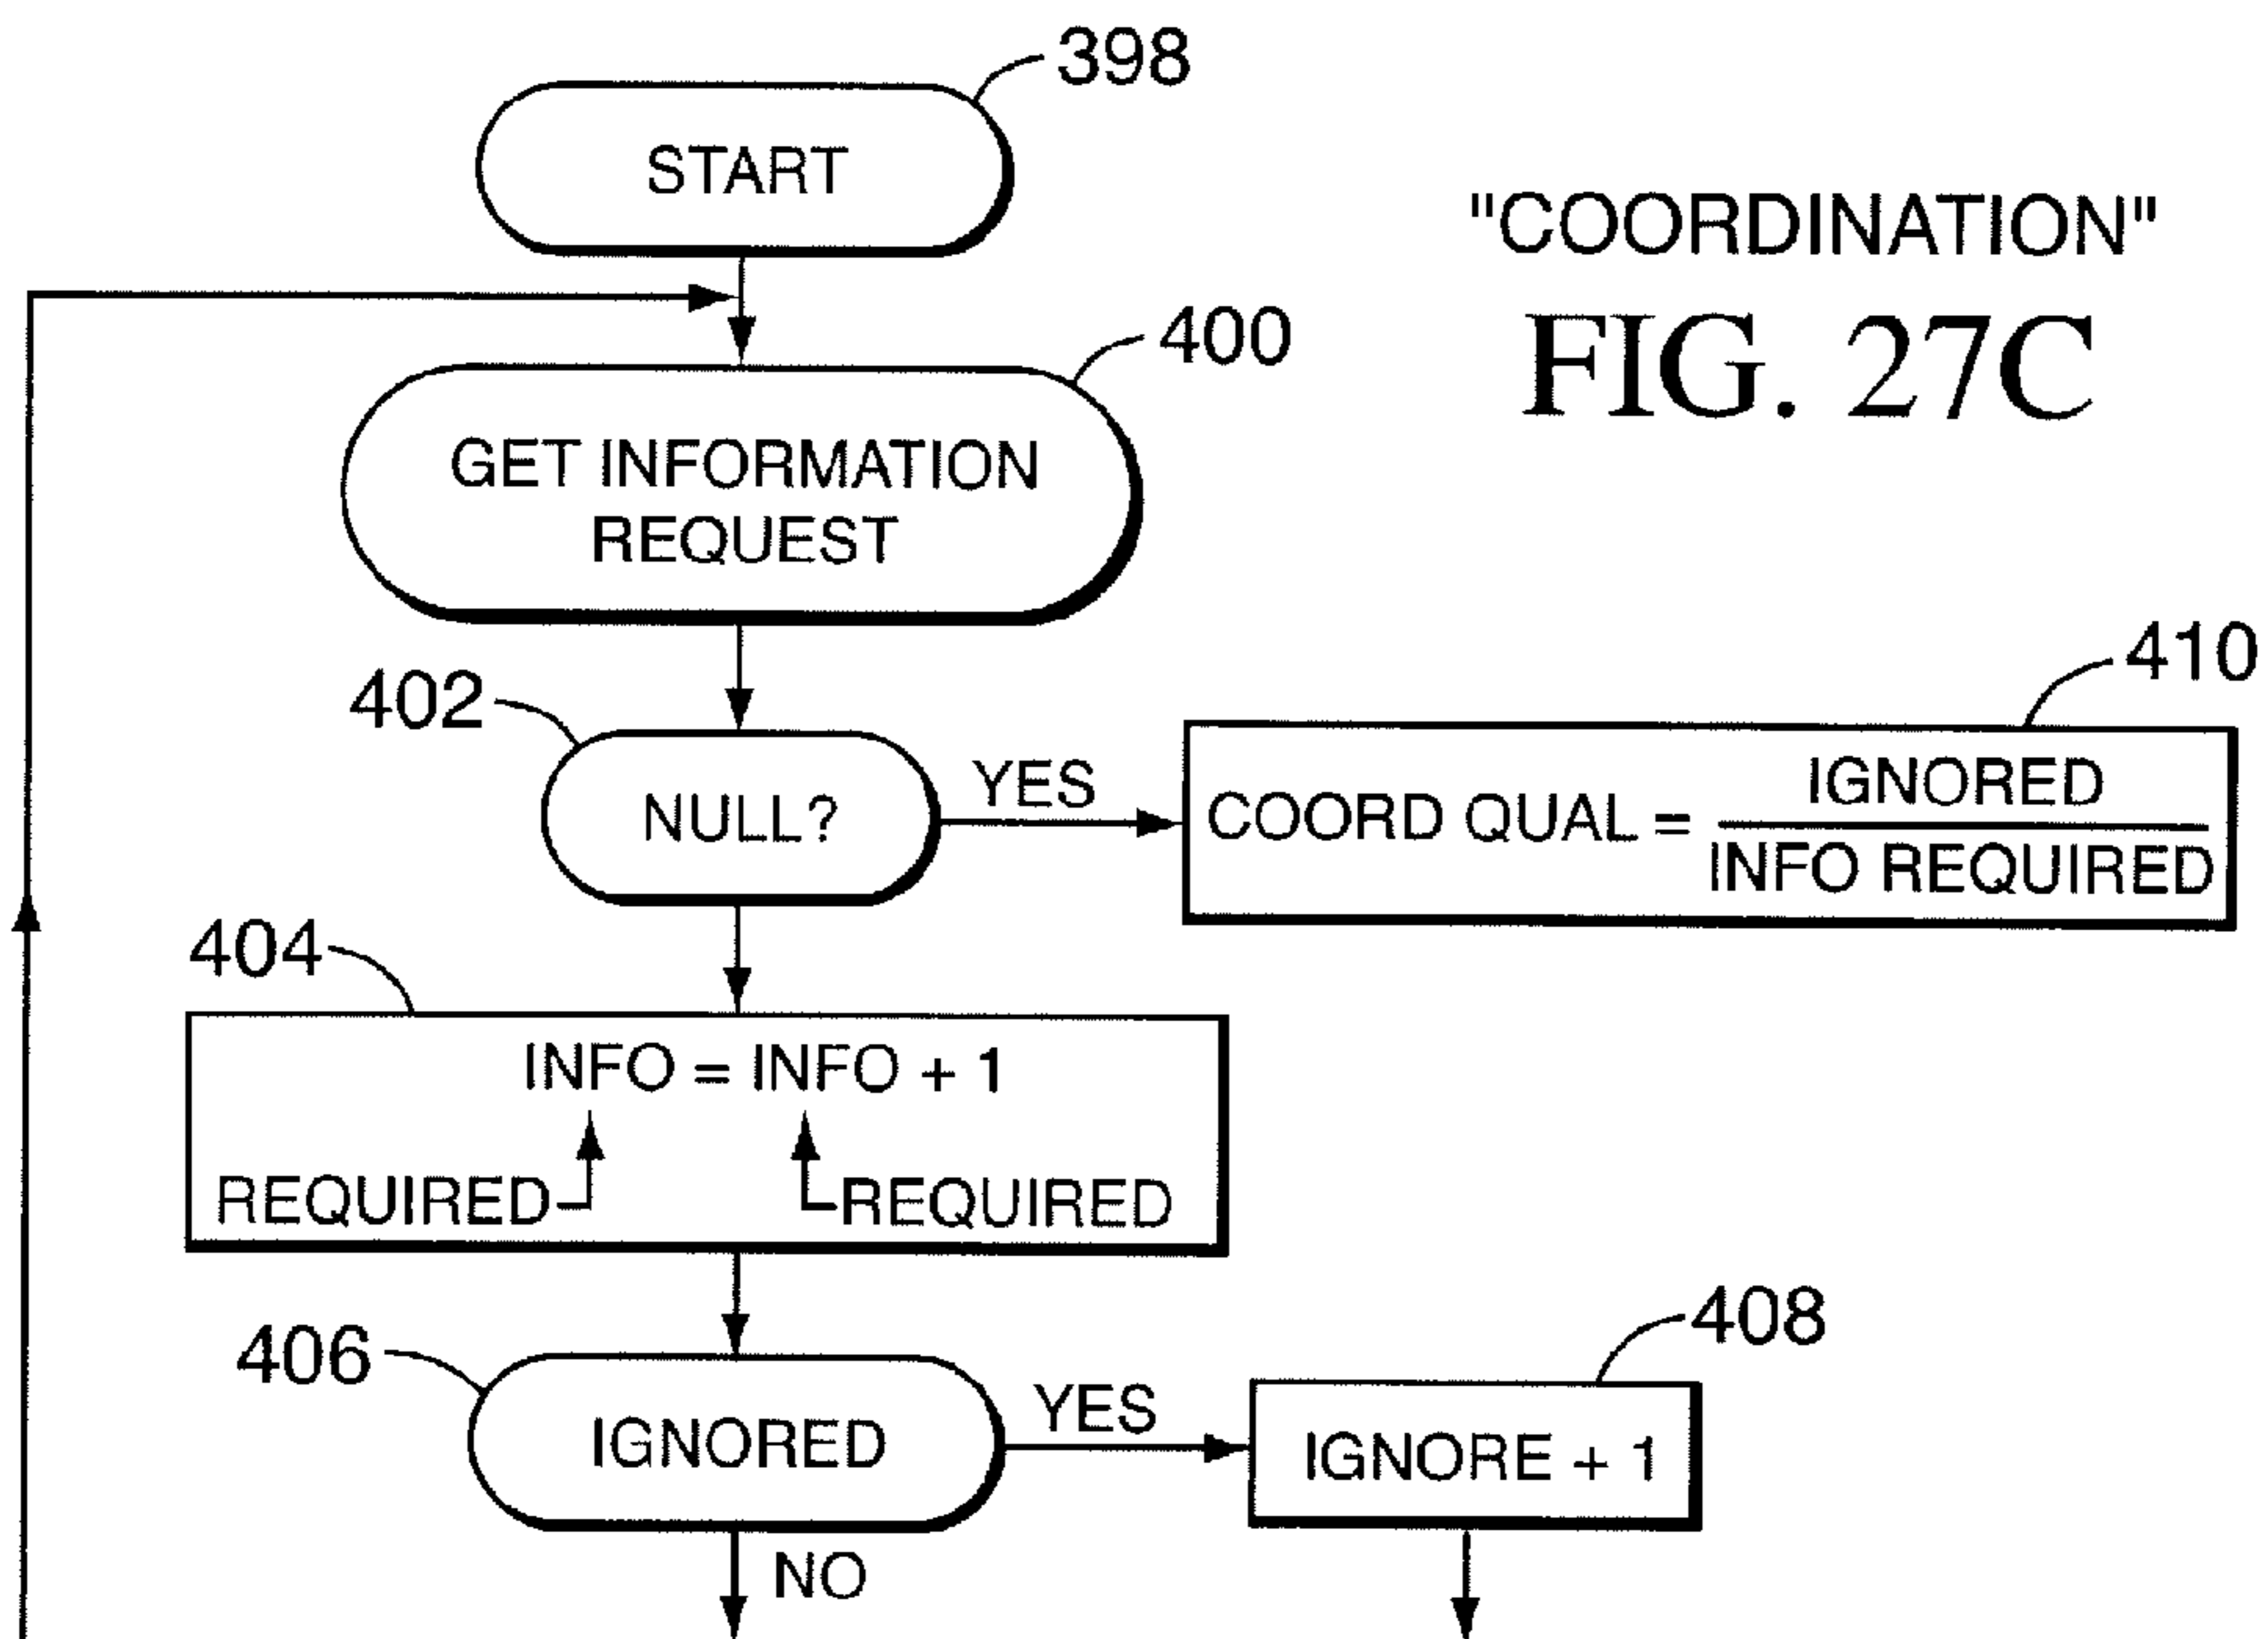 398
START
"COORDINATION"
FIG. 27C
400
GET INFORMATION
REQUEST
410
402
NULL?
YES
COORD QUAL = IGNORED
INFO REQUIRED
404
INFO = INFO + 1
REQUIRED REQUIRED
406
IGNORED
YES
408
IGNORE + 1
NO